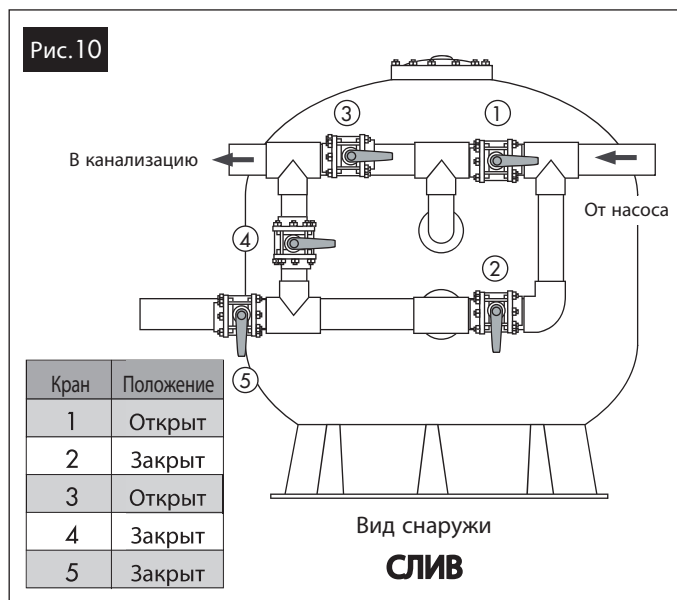 Рис.10
3
1
В канализацию
От насоса
4
2
5
Кран Положение
1 Открыт
2 Закрыт
3 Открыт
4 Закрыт
5 Закрыт
Вид снаружи
СЛИВ